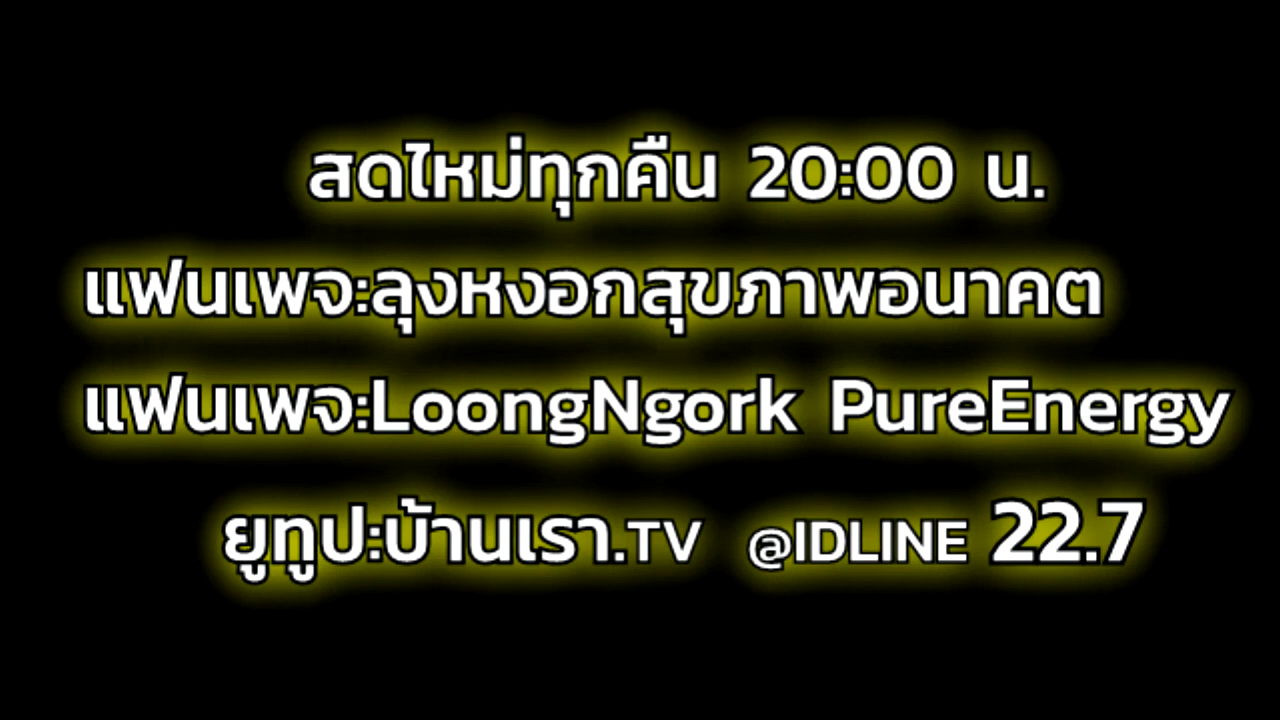 สดไหม่ทุกคืน 20:00 น.
แฟนเพจ:ลุงหงอกสุขภาพอนาคต
แฟนเพจ:LoongNgork PureEnergy
ยูทูป:บ้านเรา.TV @IDLINE 22.7